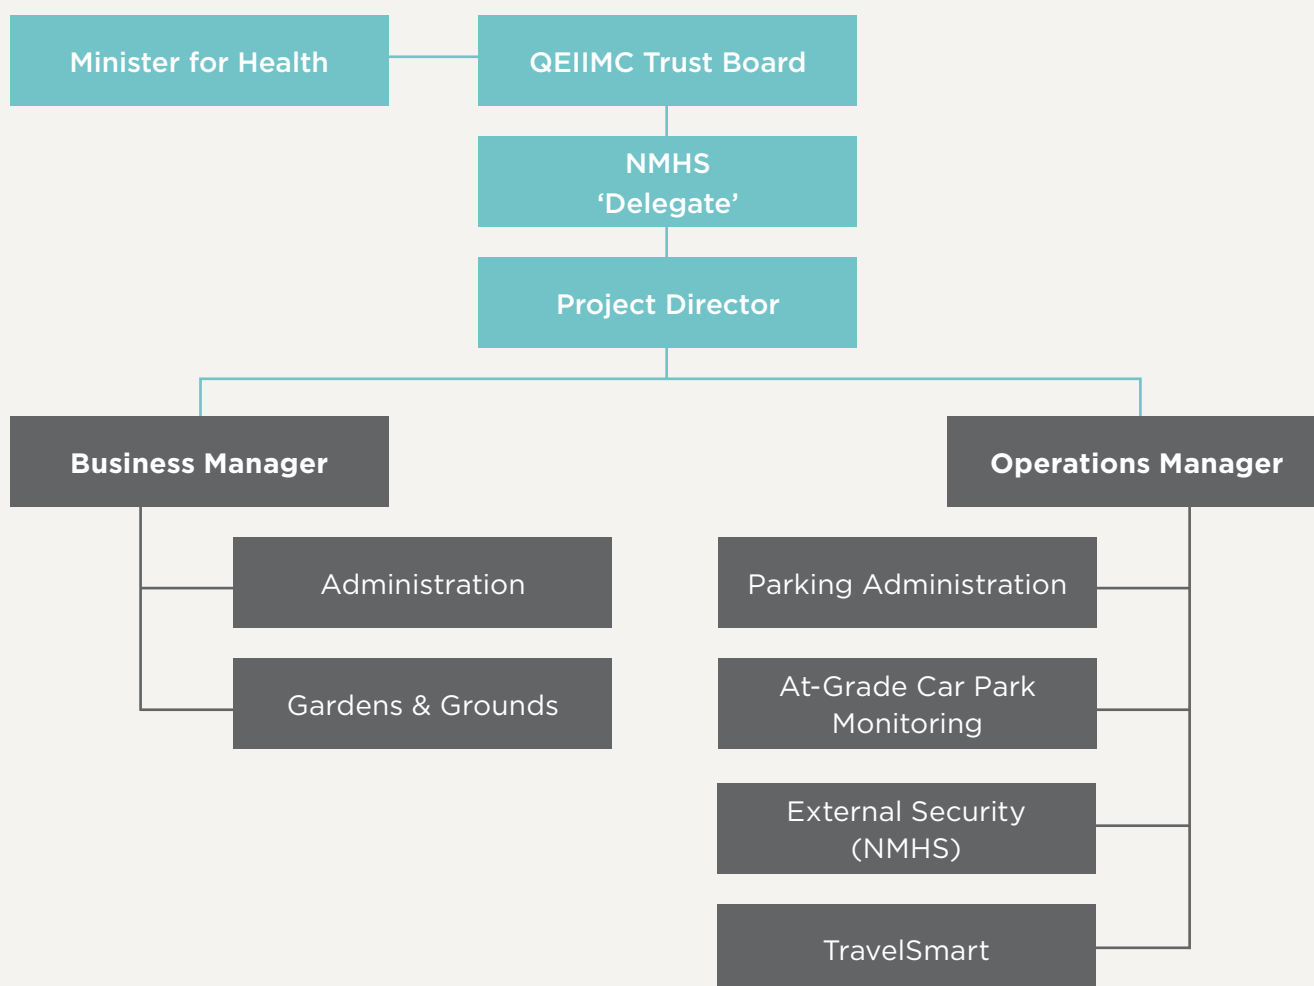 Minister for Health
QEIIMC Trust Board
NMHS
‘Delegate’
Project Director
Business Manager
Operations Manager
Administration
Parking Administration
Gardens & Grounds
At-Grade Car Park
Monitoring
External Security
(NMHS)
TravelSmart